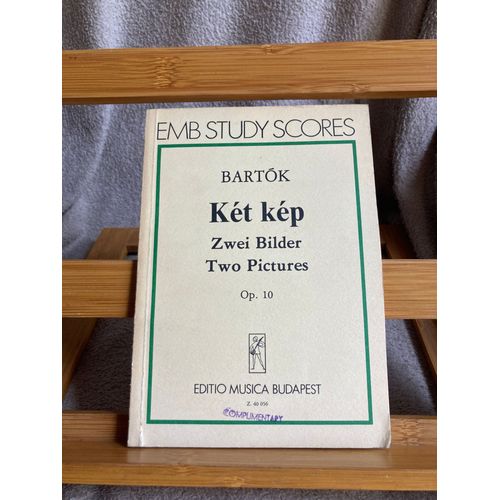 EMB STUDY SCORES
BARTÓK
Két kép
Zwei Bilder
Two Pictures
Op. 10
EDITIO MUSICA BUDAPEST
Z. 40 056
COMPLIMENTARY